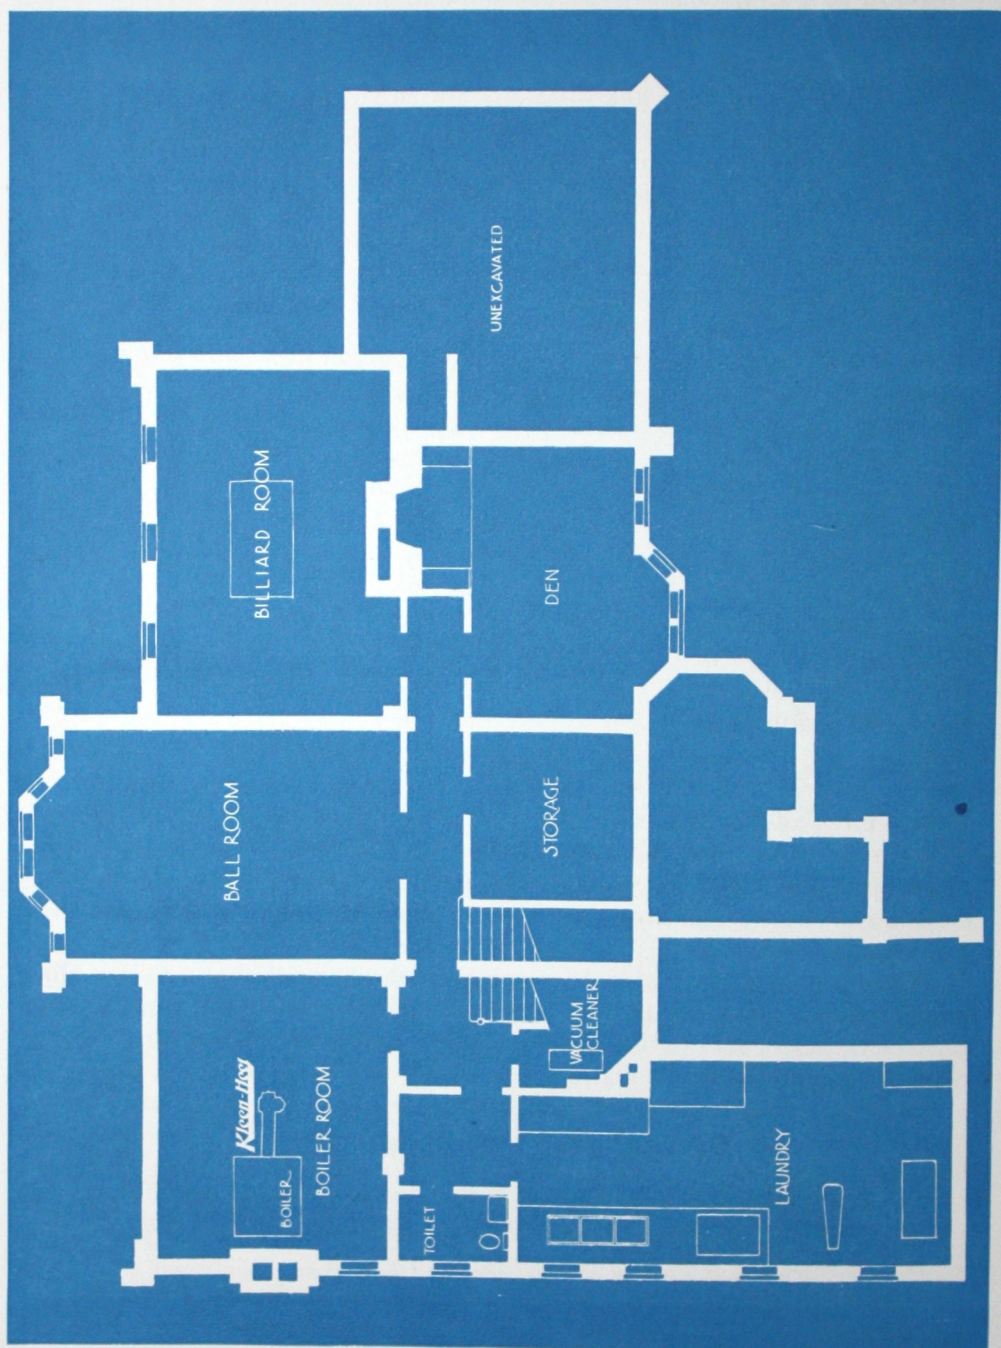 UNEXCAVATED
BILLIARD ROOM
DEN
BALL ROOM
STORAGE
Kleen-Heet
BOILER
BOILER ROOM
VACUUM
CLEANER
TOILET
LAUNDRY